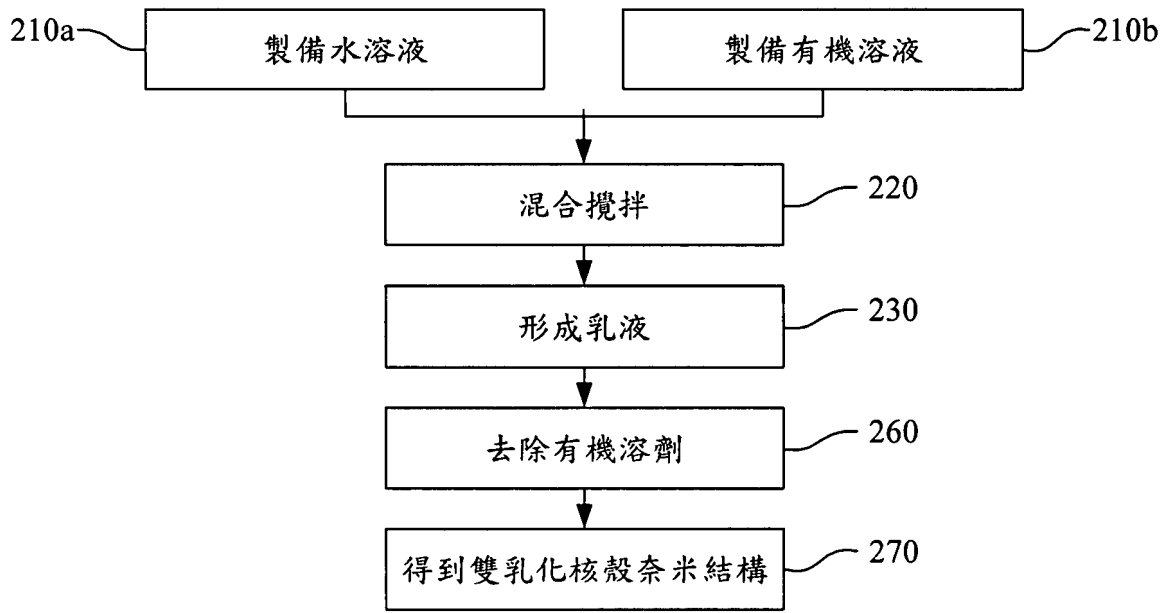 210a
製備水溶液
製備有機溶液
210b
混合攪拌
220
形成乳液
230
去除有機溶劑
260
得到雙乳化核殼奈米結構
270